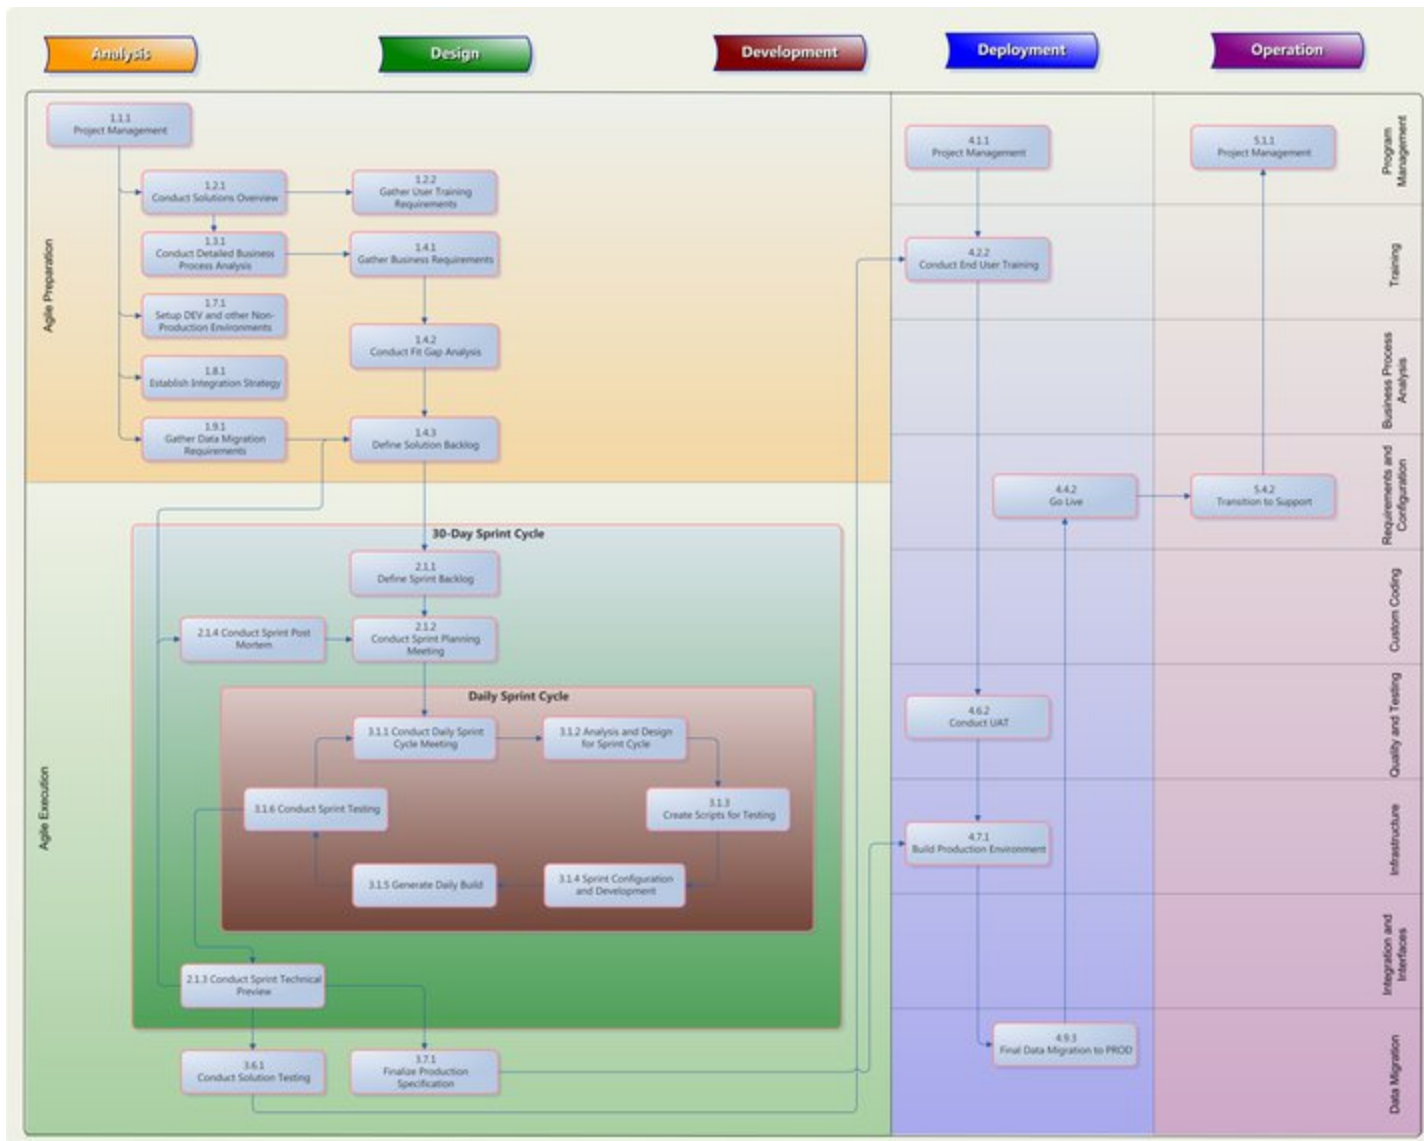 Analysis
Design
Development
Deployment
Operation
Agile Preparation
1.1.1
Project Management
1.2.1
Conduct Solutions Overview
1.2.2
Gather User Training
Requirements
1.3.1
Conduct Detailed Business
Process Analysis
1.4.1
Gather Business Requirements
1.7.1
Setup DEV and other Non-
Production Environments
1.4.2
Conduct Fit Gap Analysis
1.8.1
Establish Integration Strategy
1.9.1
Gather Data Migration
Requirements
1.4.3
Define Solution Backlog
Agile Execution
30-Day Sprint Cycle
2.1.1
Define Sprint Backlog
2.1.4 Conduct Sprint Post
Mortem
2.1.2
Conduct Sprint Planning
Meeting
Daily Sprint Cycle
3.1.1 Conduct Daily Sprint
Cycle Meeting
3.1.2 Analysis and Design
for Sprint Cycle
3.1.6 Conduct Sprint Testing
3.1.3
Create Scripts for Testing
3.1.5 Generate Daily Build
3.1.4 Sprint Configuration
and Development
2.1.3 Conduct Sprint Technical
Preview
3.6.1
Conduct Solution Testing
3.7.1
Finalize Production
Specification
4.1.1
Project Management
5.1.1
Project Management
Program
Management
4.2.2
Conduct End User Training
Training
Business Process
Analysis
4.4.2
Go Live
5.4.2
Transition to Support
Requirements and
Configuration
Custom Coding
4.6.2
Conduct UAT
Quality and Testing
4.7.1
Build Production Environment
Infrastructure
Integration and
Interfaces
4.9.3
Final Data Migration to PROD
Data Migration